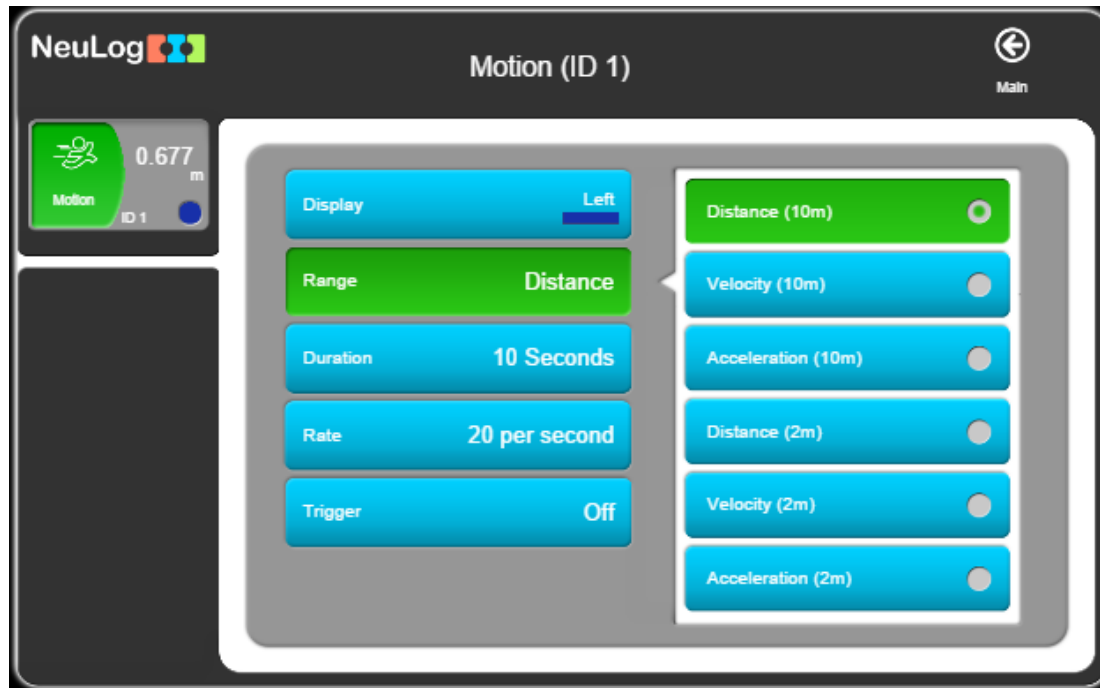 NeuLog
Motion (ID 1)
Main
0.677
m
Motion
ID 1
Display Left
Range Distance
Duration 10 Seconds
Rate 20 per second
Trigger Off
Distance (10m)
Velocity (10m)
Acceleration (10m)
Distance (2m)
Velocity (2m)
Acceleration (2m)